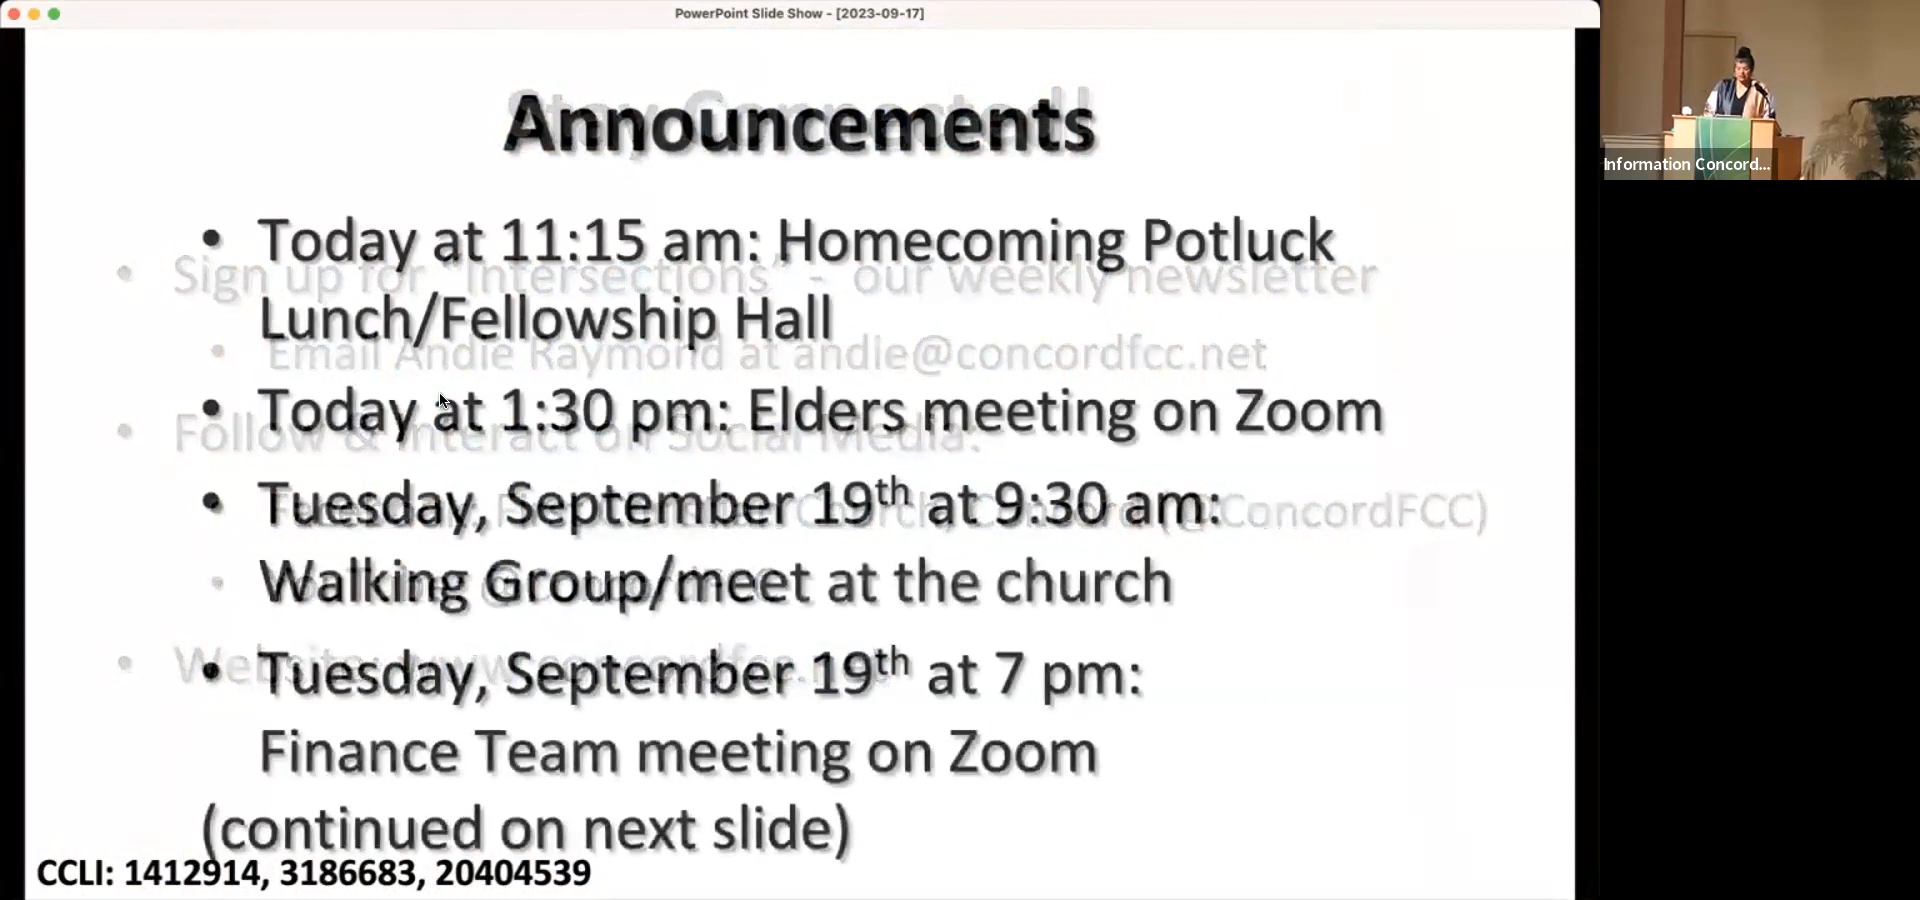 PowerPoint Slide Show - [2023-09-17]
Announcements
• Today at 11:15 am: Homecoming Potluck
Lunch/Fellowship Hall
• Today at 1:30 pm: Elders meeting on Zoom
• Tuesday, September 19th at 9:30 am:
Walking Group/meet at the church
• Tuesday, September 19th at 7 pm:
Finance Team meeting on Zoom
(continued on next slide)
CCLI: 1412914, 3186683, 20404539
Stay Connected!
• Sign up for "Intersections" - our weekly newsletter
• Email Andie Raymond at andie@concordfcc.net
• Follow & Interact on Social Media:
(@ConcordFCC)
• Website: www.concordfcc.net
Information Concord...